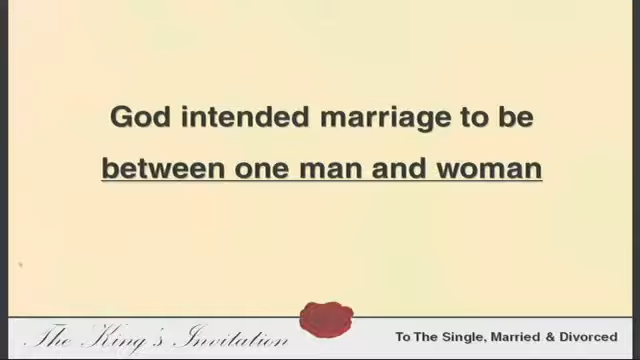 God intended marriage to be
between one man and woman
The King's Invitation
To The Single, Married & Divorced